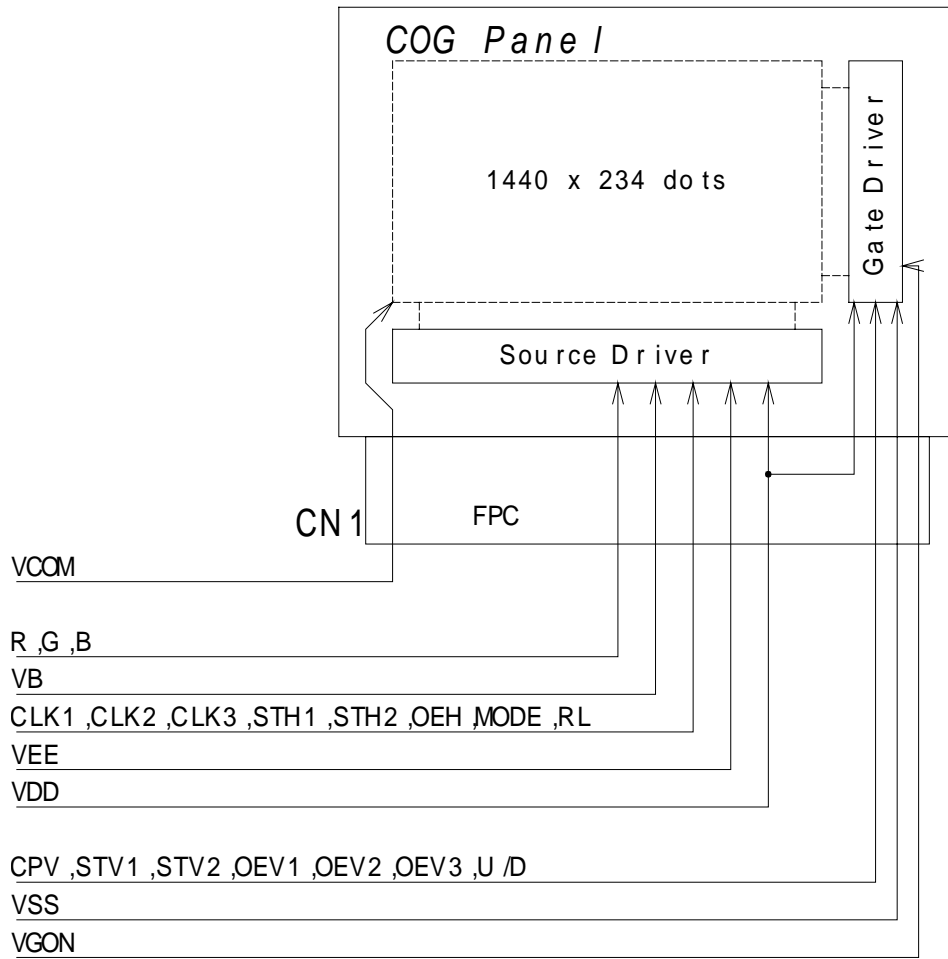 COG Panel
1440 x 234 dots
Gate Driver
Source Driver
CN1
FPC
VCOM
R ,G ,B
VB
CLK1 ,CLK2 ,CLK3 ,STH1 ,STH2 ,OEH ,MODE ,RL
VEE
VDD
CPV ,STV1 ,STV2 ,OEV1 ,OEV2 ,OEV3 ,U /D
VSS
VGON